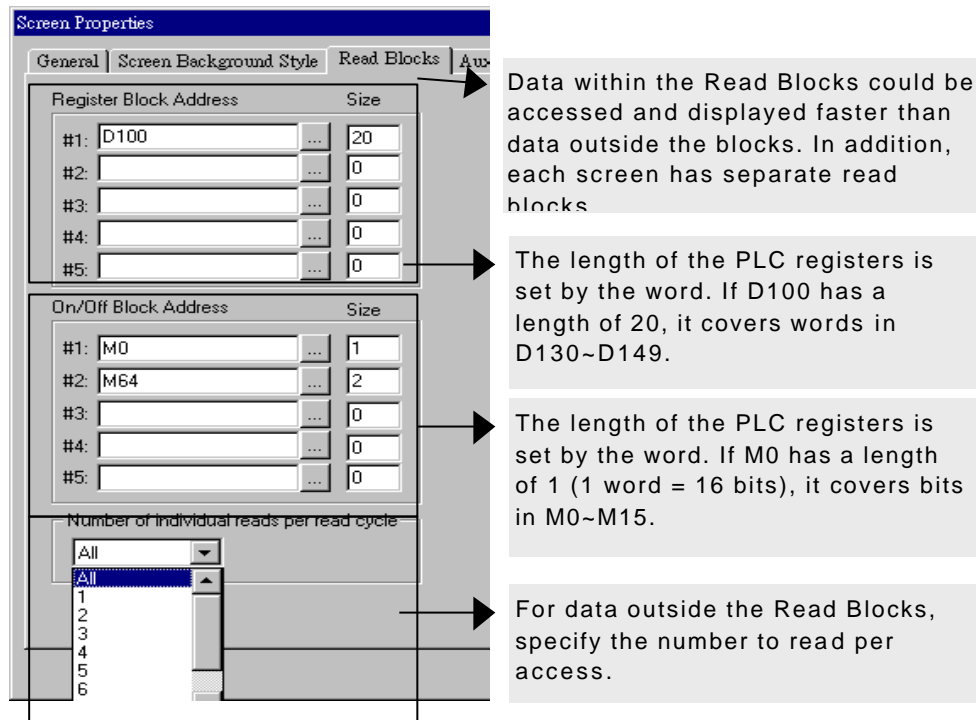 Screen Properties
General Screen Background Style Read Blocks Aux
Register Block Address Size
#1: D100 ... 20
#2: ... 0
#3: ... 0
#4: ... 0
#5: ... 0
On/Off Block Address Size
#1: M0 ... 1
#2: M64 ... 2
#3: ... 0
#4: ... 0
#5: ... 0
Number of individual reads per read cycle
All
All
1
2
3
4
5
6
Data within the Read Blocks could be
accessed and displayed faster than
data outside the blocks. In addition,
each screen has separate read
blocks
The length of the PLC registers is
set by the word. If D100 has a
length of 20, it covers words in
D130~D149.
The length of the PLC registers is
set by the word. If M0 has a length
of 1 (1 word = 16 bits), it covers bits
in M0~M15.
For data outside the Read Blocks,
specify the number to read per
access.